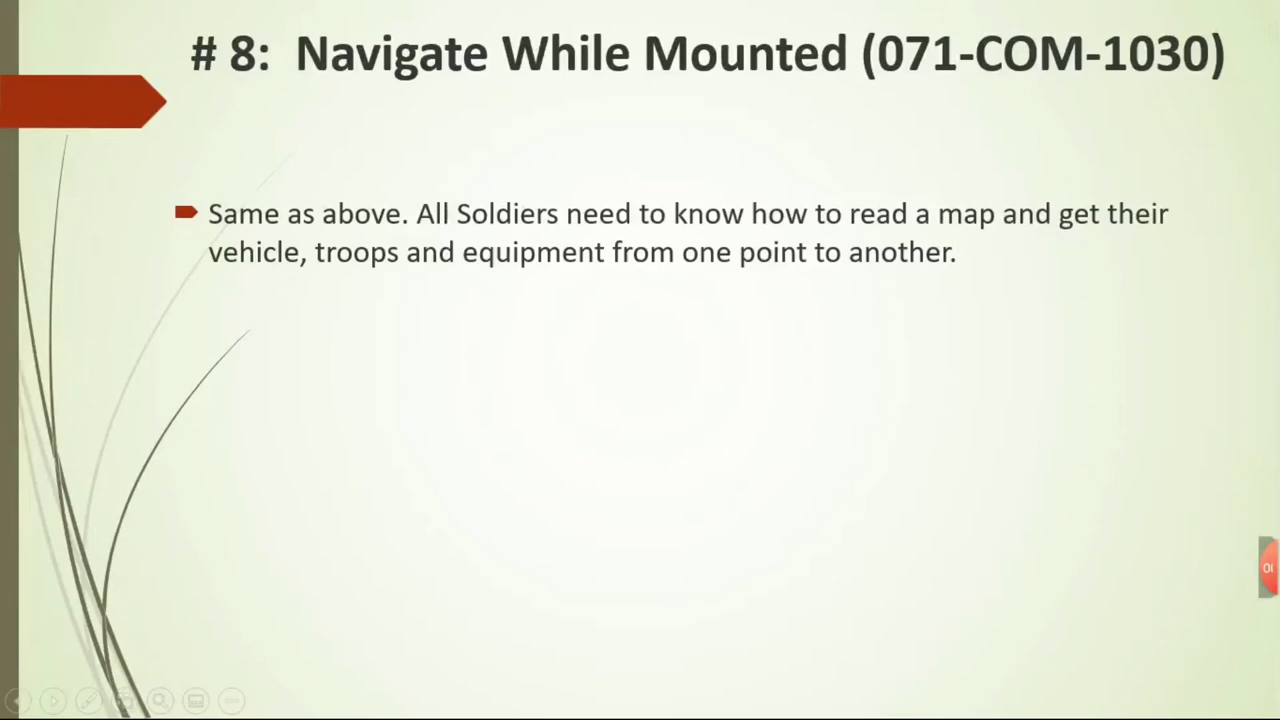 # 8:  Navigate While Mounted (071-COM-1030)
Same as above. All Soldiers need to know how to read a map and get their
vehicle, troops and equipment from one point to another.